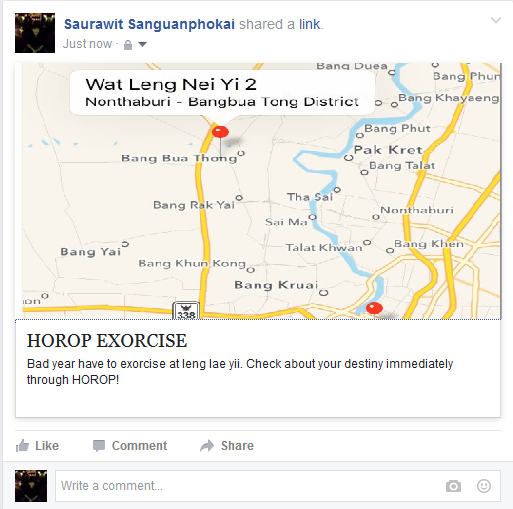 Saurawit Sanguanphokai shared a link.
Just now ·
Wat Leng Nei Yi 2
Nonthaburi - Bangbua Tong District
Bang Duea
Bang Phun
Bang Khayaeng
Bang Phut
Pak Kret
Bang Bua Thong
Bang Talat
Tha Sai
Bang Rak Yai
Nonthaburi
Sai Ma
Talat Khwan
Bang Khen
Bang Yai
Bang Khun Kong
Bang Kruai
non
338
HOROP EXORCISE
Bad year have to exorcise at leng lae yii. Check about your destiny immediately
through HOROP!
Like Comment Share
Write a comment...